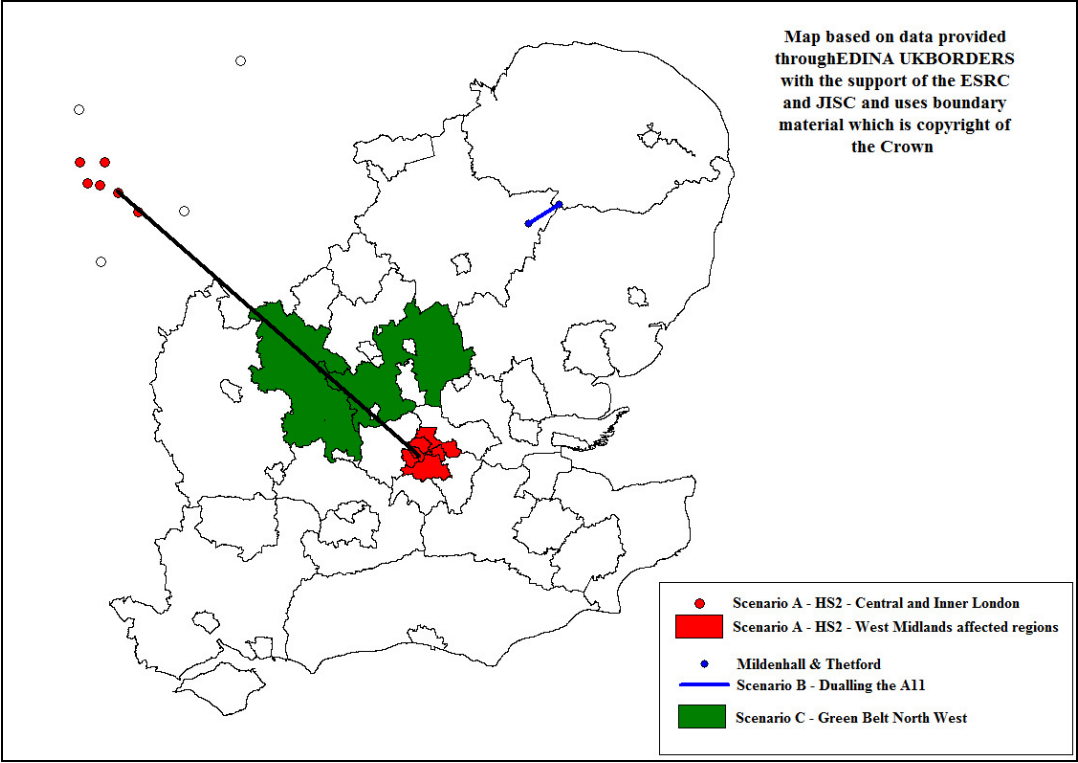 Map based on data provided
throughEDINA UKBORDERS
with the support of the ESRC
and JISC and uses boundary
material which is copyright of
the Crown
Scenario A - HS2 - Central and Inner London
Scenario A - HS2 - West Midlands affected regions
Mildenhall & Thetford
Scenario B - Dualling the A11
Scenario C - Green Belt North West